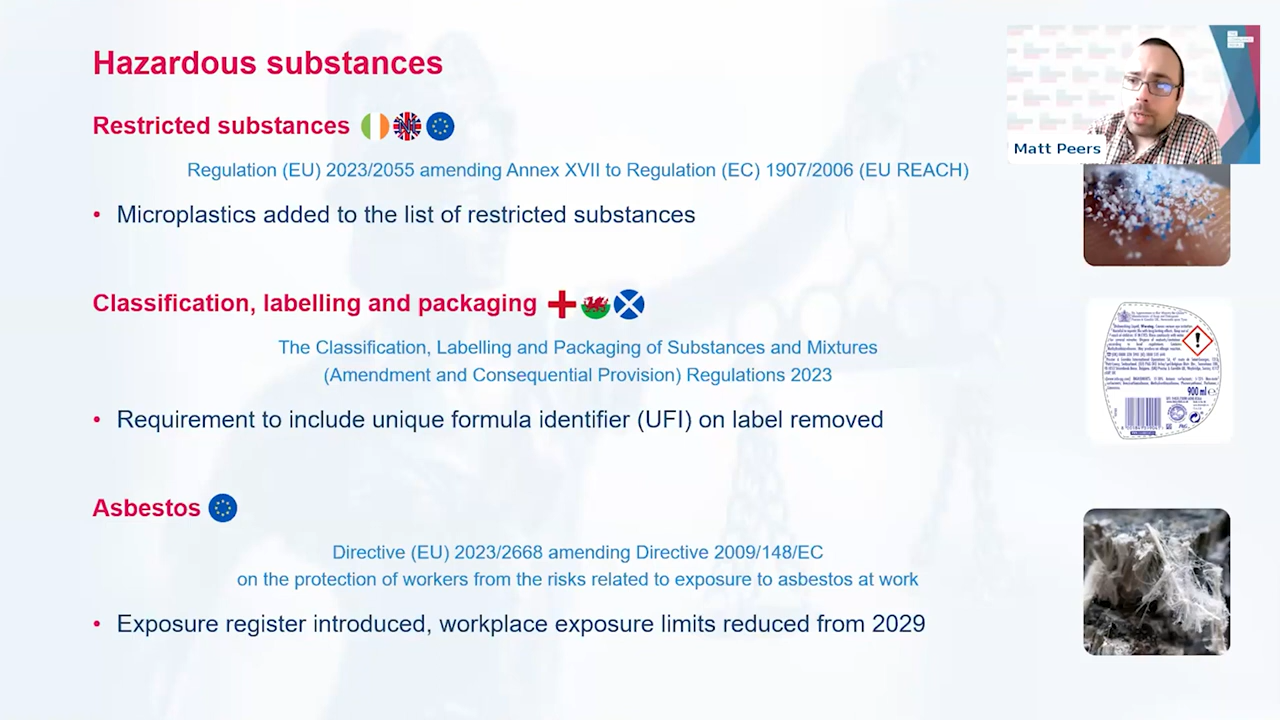 Hazardous substances
Restricted substances
NI
Matt Peers
Regulation (EU) 2023/2055 amending Annex XVII to Regulation (EC) 1907/2006 (EU REACH)
• Microplastics added to the list of restricted substances
Classification, labelling and packaging
The Classification, Labelling and Packaging of Substances and Mixtures
(Amendment and Consequential Provision) Regulations 2023
• Requirement to include unique formula identifier (UFI) on label removed
900 ml e
Asbestos
Directive (EU) 2023/2668 amending Directive 2009/148/EC
on the protection of workers from the risks related to exposure to asbestos at work
• Exposure register introduced, workplace exposure limits reduced from 2029